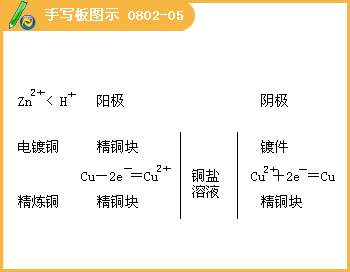 手写板图示 0802-05
Zn²⁺< H⁺ 阳极 阴极
电镀铜 精铜块 镀件
Cu－2e⁻＝Cu²⁺ 铜盐溶液 Cu²⁺＋2e⁻＝Cu
精炼铜 精铜块 精铜块